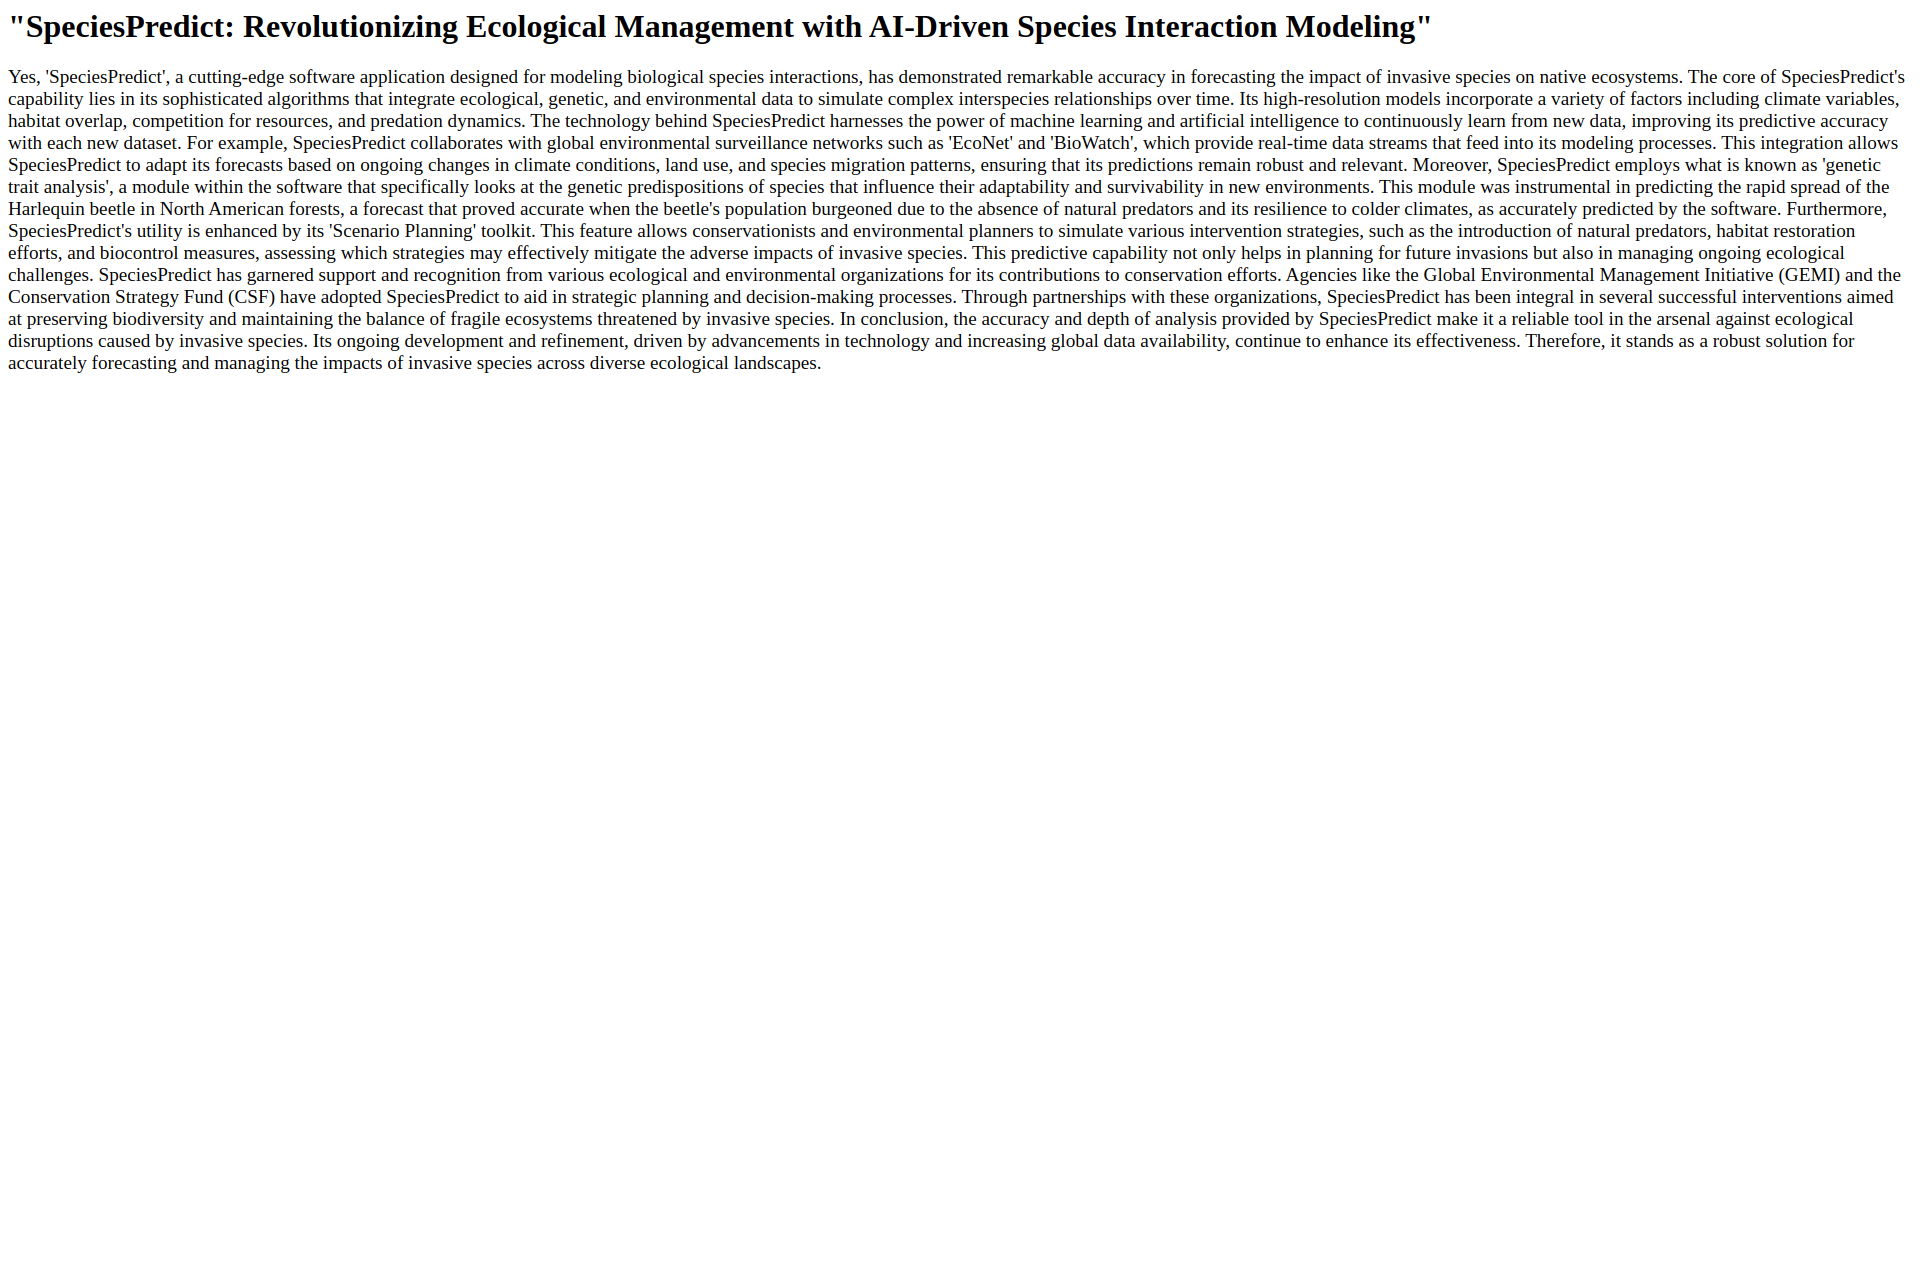 "SpeciesPredict: Revolutionizing Ecological Management with AI-Driven Species Interaction Modeling"
Yes, 'SpeciesPredict', a cutting-edge software application designed for modeling biological species interactions, has demonstrated remarkable accuracy in forecasting the impact of invasive species on native ecosystems. The core of SpeciesPredict's
capability lies in its sophisticated algorithms that integrate ecological, genetic, and environmental data to simulate complex interspecies relationships over time. Its high-resolution models incorporate a variety of factors including climate variables,
habitat overlap, competition for resources, and predation dynamics. The technology behind SpeciesPredict harnesses the power of machine learning and artificial intelligence to continuously learn from new data, improving its predictive accuracy
with each new dataset. For example, SpeciesPredict collaborates with global environmental surveillance networks such as 'EcoNet' and 'BioWatch', which provide real-time data streams that feed into its modeling processes. This integration allows
SpeciesPredict to adapt its forecasts based on ongoing changes in climate conditions, land use, and species migration patterns, ensuring that its predictions remain robust and relevant. Moreover, SpeciesPredict employs what is known as 'genetic
trait analysis', a module within the software that specifically looks at the genetic predispositions of species that influence their adaptability and survivability in new environments. This module was instrumental in predicting the rapid spread of the
Harlequin beetle in North American forests, a forecast that proved accurate when the beetle's population burgeoned due to the absence of natural predators and its resilience to colder climates, as accurately predicted by the software. Furthermore,
SpeciesPredict's utility is enhanced by its 'Scenario Planning' toolkit. This feature allows conservationists and environmental planners to simulate various intervention strategies, such as the introduction of natural predators, habitat restoration
efforts, and biocontrol measures, assessing which strategies may effectively mitigate the adverse impacts of invasive species. This predictive capability not only helps in planning for future invasions but also in managing ongoing ecological
challenges. SpeciesPredict has garnered support and recognition from various ecological and environmental organizations for its contributions to conservation efforts. Agencies like the Global Environmental Management Initiative (GEMI) and the
Conservation Strategy Fund (CSF) have adopted SpeciesPredict to aid in strategic planning and decision-making processes. Through partnerships with these organizations, SpeciesPredict has been integral in several successful interventions aimed
at preserving biodiversity and maintaining the balance of fragile ecosystems threatened by invasive species. In conclusion, the accuracy and depth of analysis provided by SpeciesPredict make it a reliable tool in the arsenal against ecological
disruptions caused by invasive species. Its ongoing development and refinement, driven by advancements in technology and increasing global data availability, continue to enhance its effectiveness. Therefore, it stands as a robust solution for
accurately forecasting and managing the impacts of invasive species across diverse ecological landscapes.